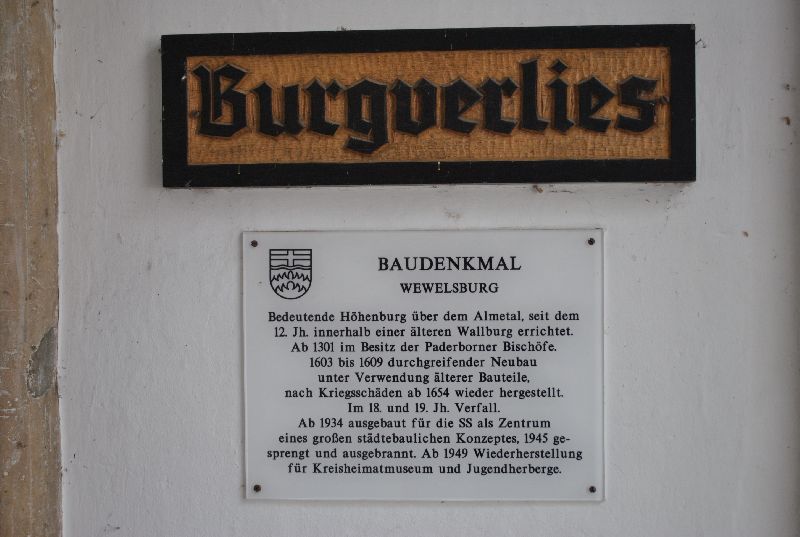 Burgverlies
BAUDENKMAL
WEWELSBURG
Bedeutende Höhenburg über dem Almetal, seit dem
12. Jh. innerhalb einer älteren Wallburg errichtet.
Ab 1301 im Besitz der Paderborner Bischöfe.
1603 bis 1609 durchgreifender Neubau
unter Verwendung älterer Bauteile,
nach Kriegsschäden ab 1654 wieder hergestellt.
Im 18. und 19. Jh. Verfall.
Ab 1934 ausgebaut für die SS als Zentrum
eines großen städtebaulichen Konzeptes, 1945 ge-
sprengt und ausgebrannt. Ab 1949 Wiederherstellung
für Kreisheimatmuseum und Jugendherberge.